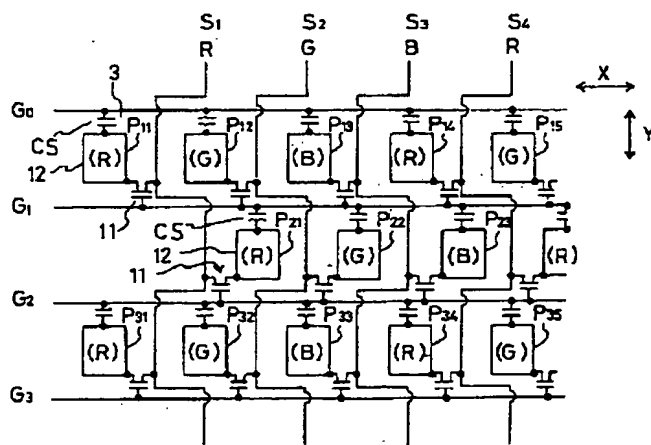 S1 S2 S3 S4
R G B R
X
Y
G0 3
CS P11 P12 P13 P14 P15
12 (R) (G) (B) (R) (G)
11
G1
CS P21 P22 P23
12 (R) (G) (B) (R)
11
G2
P31 P32 P33 P34 P35
(R) (G) (B) (R) (G)
G3